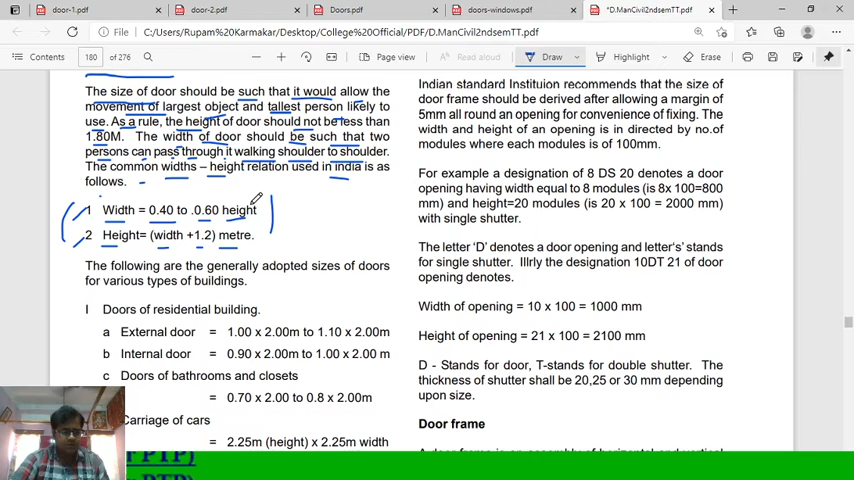 door-1.pdf
door-2.pdf
Doors.pdf
doors-windows.pdf
*D.ManCivil2ndsemTT.pdf
File
C:/Users/Rupam%20Karmakar/Desktop/College%20Official/PDF/D.ManCivil2ndsemTT.pdf
Contents
180 of 276
Page view
Draw
Highlight
Erase
The size of door should be such that it would allow the
movement of largest object and tallest person likely to
use. As a rule, the height of door should not be less than
1.80M. The width of door should be such that two
persons can pass through it walking shoulder to shoulder.
The common widths – height relation used in india is as
follows.
1 Width = 0.40 to .0.60 height
2 Height= (width +1.2) metre.
The following are the generally adopted sizes of doors
for various types of buildings.
I Doors of residential building.
a External door = 1.00 x 2.00m to 1.10 x 2.00m
b Internal door = 0.90 x 2.00m to 1.00 x 2.00 m
c Doors of bathrooms and closets
= 0.70 x 2.00 to 0.8 x 2.00m
Carriage of cars
= 2.25m (height) x 2.25m width
Indian standard Instituion recommends that the size of
door frame should be derived after allowing a margin of
5mm all round an opening for convenience of fixing. The
width and height of an opening is in directed by no.of
modules where each modules is of 100mm.
For example a designation of 8 DS 20 denotes a door
opening having width equal to 8 modules (is 8x 100=800
mm) and height=20 modules (is 20 x 100 = 2000 mm)
with single shutter.
The letter 'D' denotes a door opening and letter's' stands
for single shutter. Illrly the designation 10DT 21 of door
opening denotes.
Width of opening = 10 x 100 = 1000 mm
Height of opening = 21 x 100 = 2100 mm
D - Stands for door, T-stands for double shutter. The
thickness of shutter shall be 20,25 or 30 mm depending
upon size.
Door frame